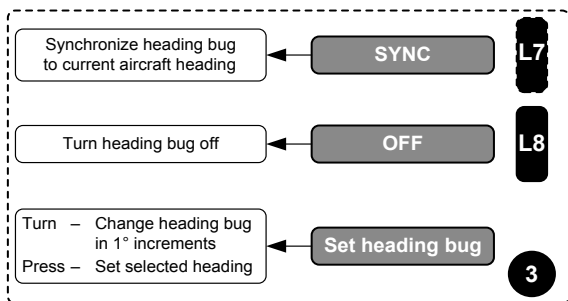 Synchronize heading bug
to current aircraft heading
SYNC
L7
Turn heading bug off
OFF
L8
Turn – Change heading bug
in 1° increments
Press – Set selected heading
Set heading bug
3